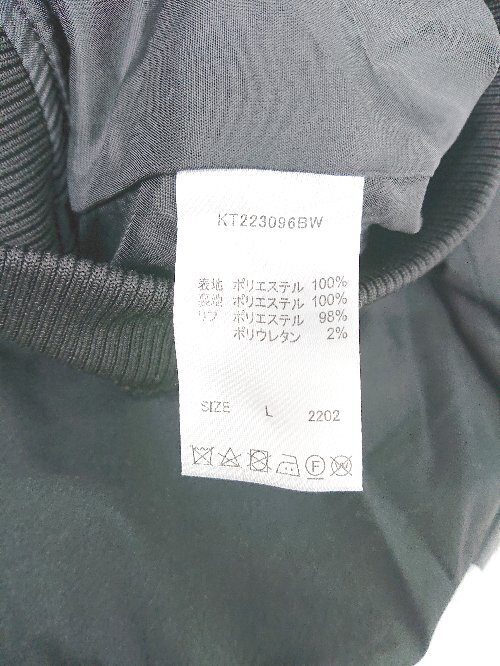 KT223096BW
表地 ポリエステル 100%
裏地 ポリエステル 100%
リブ ポリエステル 98%
ポリウレタン 2%
SIZE L 2202
F W